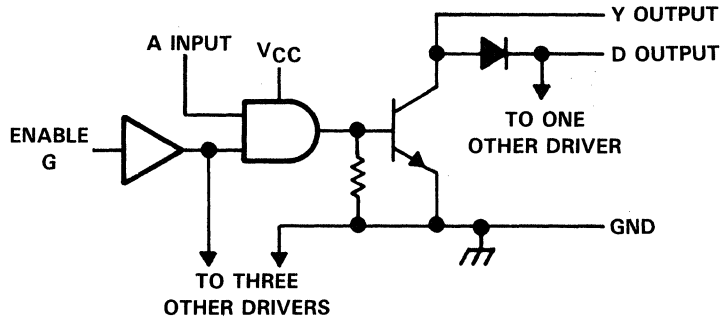 Y OUTPUT
A INPUT
VCC
D OUTPUT
ENABLE
G
TO ONE
OTHER DRIVER
GND
TO THREE
OTHER DRIVERS